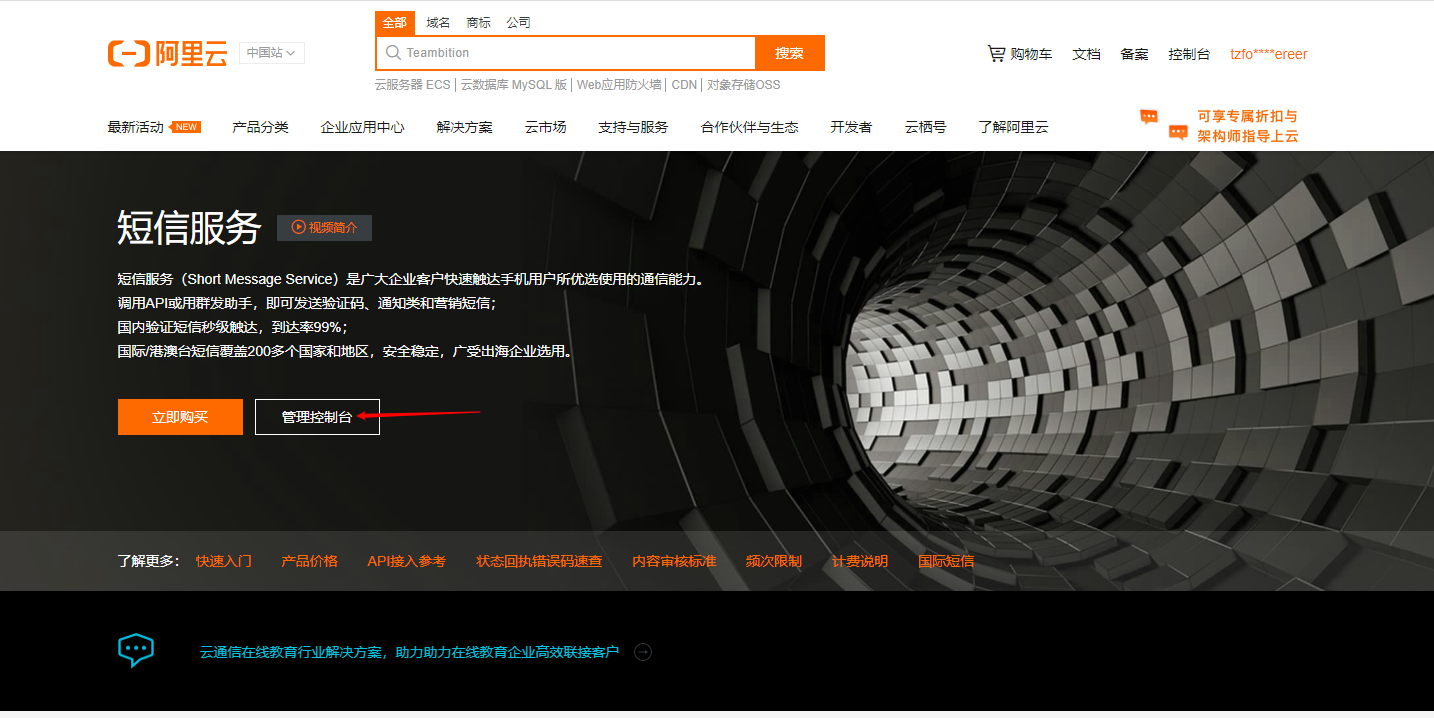 全部 域名 商标 公司
阿里云 中国站 Teambition 搜索 购物车 文档 备案 控制台 tzfo****ereer
云服务器 ECS | 云数据库 MySQL 版 | Web应用防火墙 | CDN | 对象存储OSS
最新活动 NEW 产品分类 企业应用中心 解决方案 云市场 支持与服务 合作伙伴与生态 开发者 云栖号 了解阿里云
可享专属折扣与
架构师指导上云
短信服务 视频简介
短信服务（Short Message Service）是广大企业客户快速触达手机用户所优选使用的通信能力。
调用API或用群发助手，即可发送验证码、通知类和营销短信；
国内验证短信秒级触达，到达率99%；
国际/港澳台短信覆盖200多个国家和地区，安全稳定，广受出海企业选用。
立即购买 管理控制台
了解更多： 快速入门 产品价格 API接入参考 状态回执错误码速查 内容审核标准 频次限制 计费说明 国际短信
云通信在线教育行业解决方案，助力助力在线教育企业高效联接客户